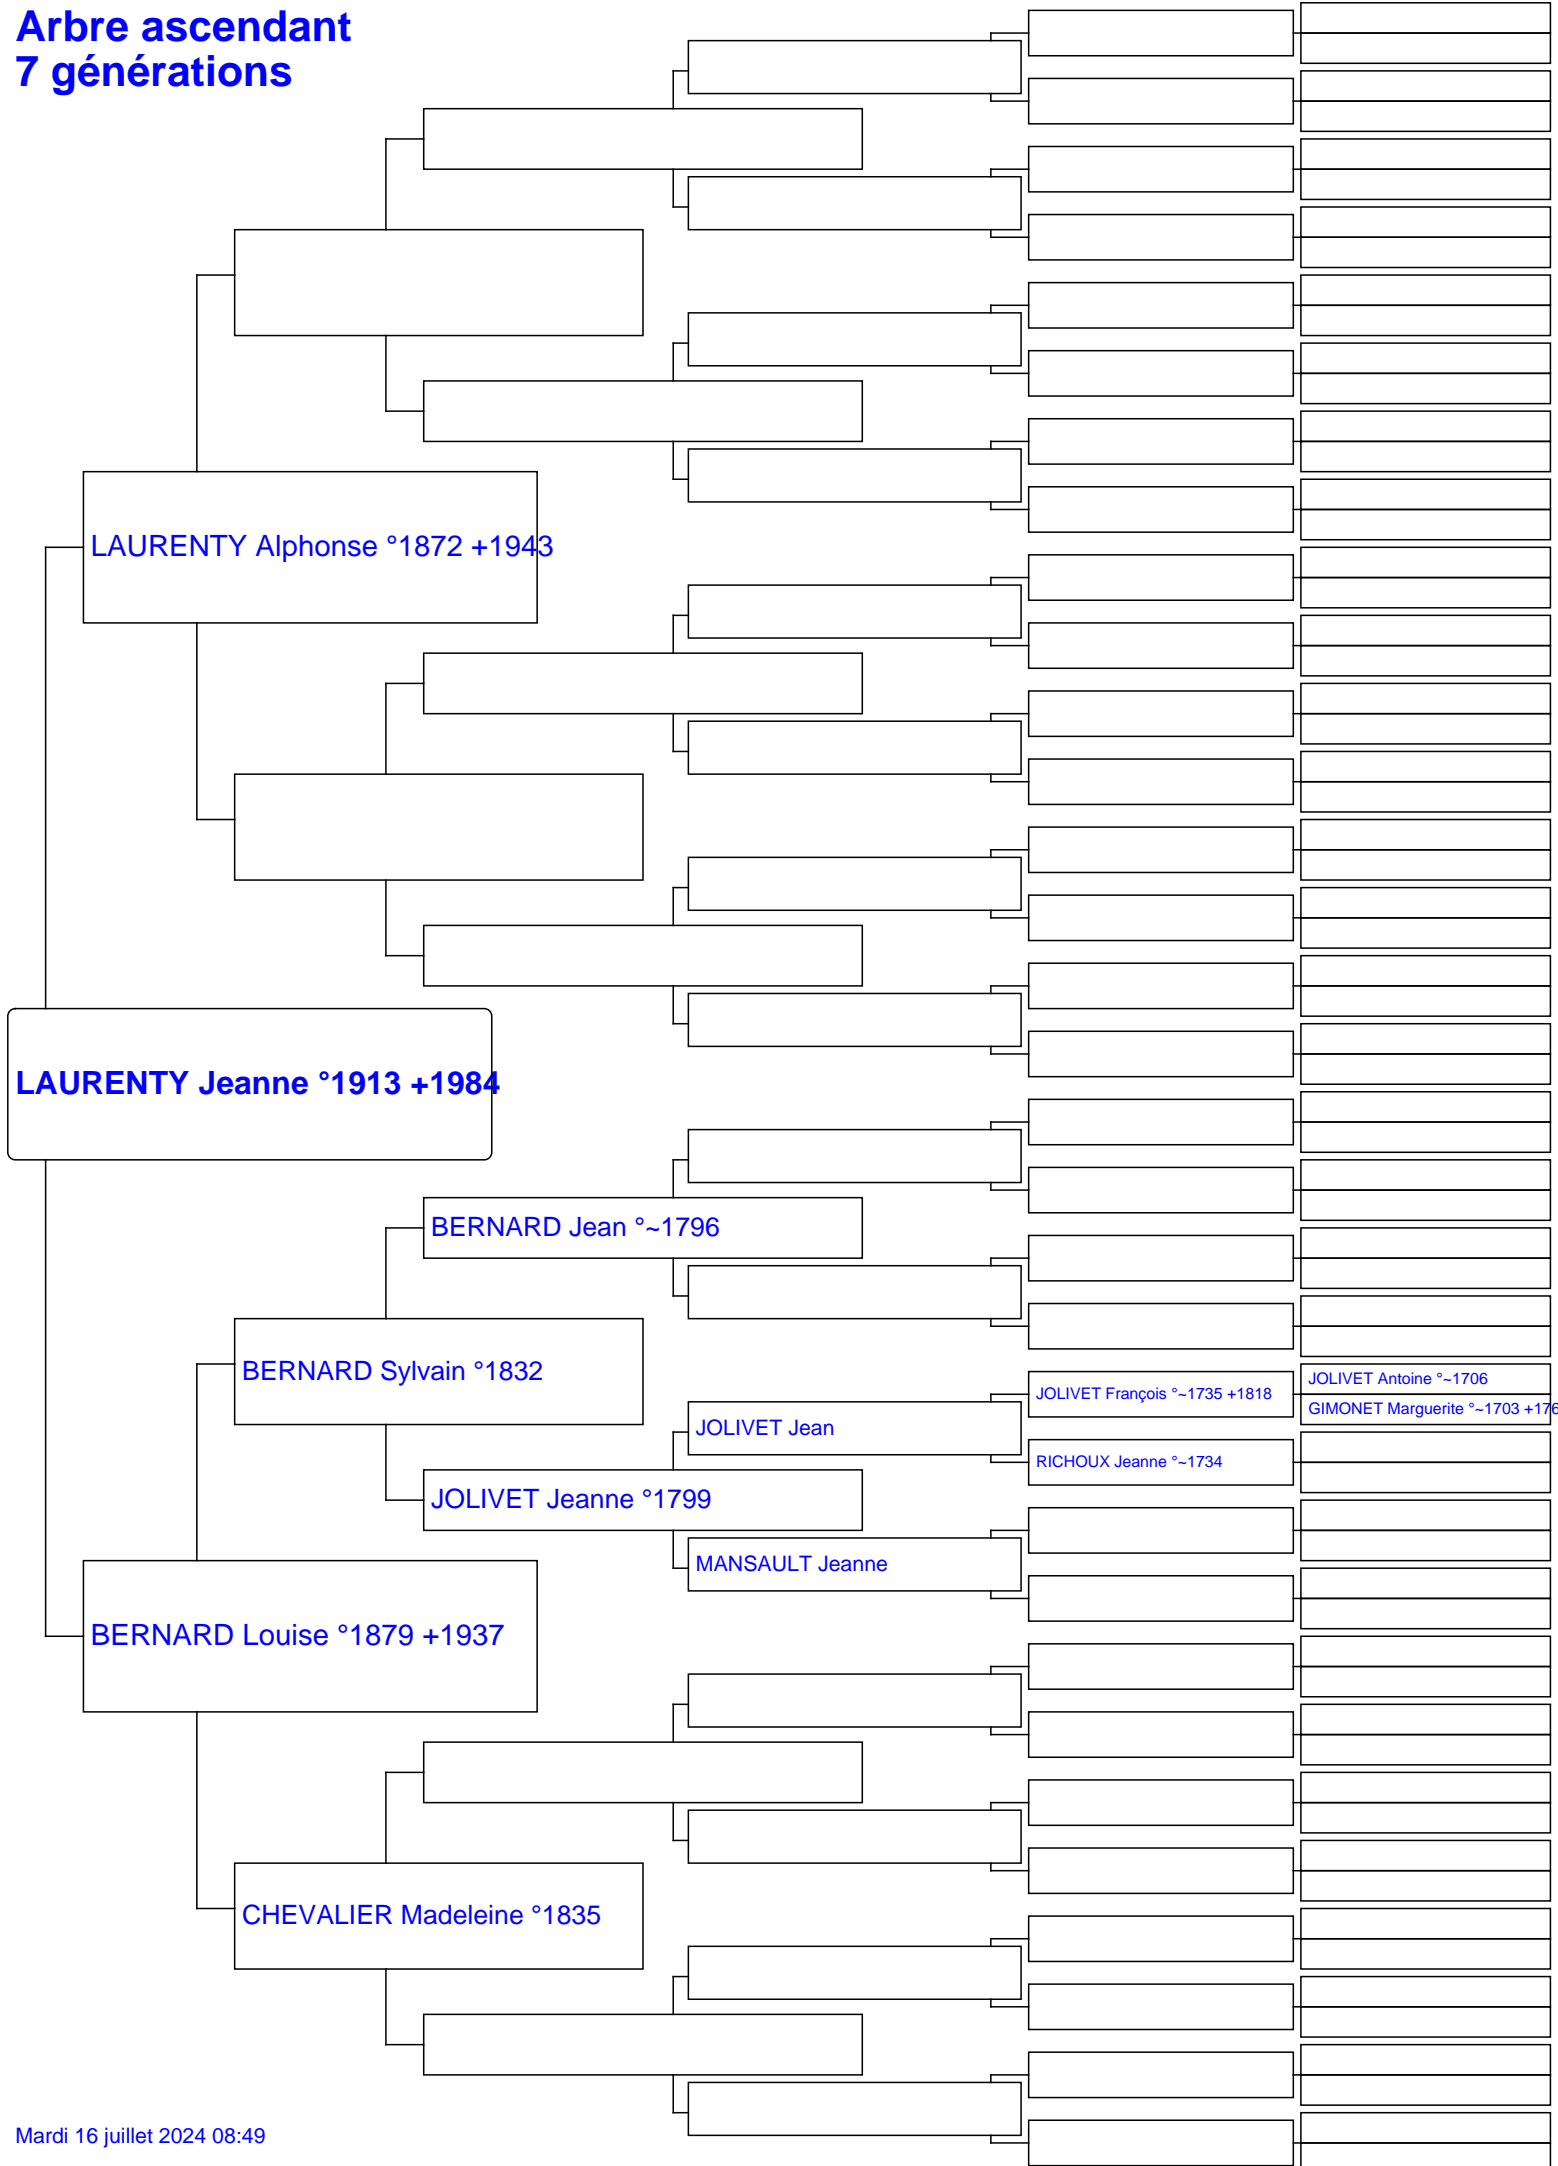 Arbre ascendant
7 générations
LAURENTY Alphonse °1872 +1943
LAURENTY Jeanne °1913 +1984
BERNARD Jean °~1796
BERNARD Sylvain °1832
JOLIVET Antoine °~1706
JOLIVET François °~1735 +1818
GIMONET Marguerite °~1703 +176
JOLIVET Jean
RICHOUX Jeanne °~1734
JOLIVET Jeanne °1799
MANSAULT Jeanne
BERNARD Louise °1879 +1937
CHEVALIER Madeleine °1835
Mardi 16 juillet 2024 08:49